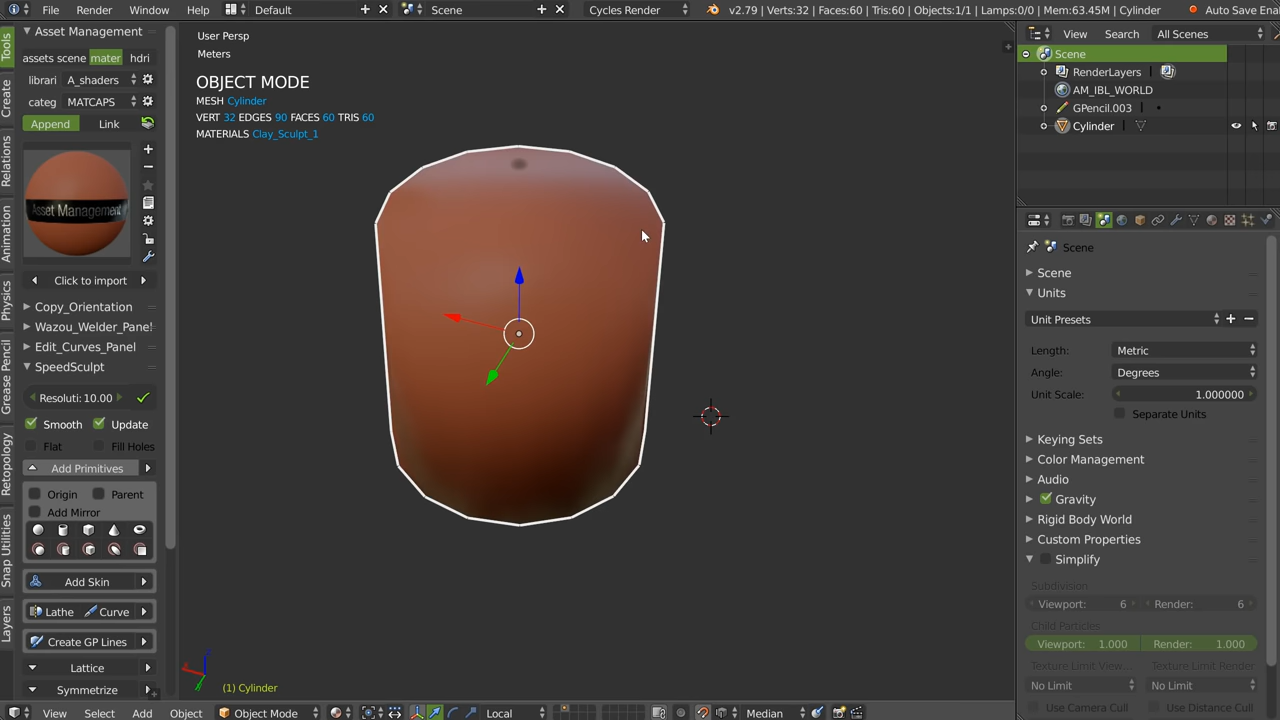 File Render Window Help Default Scene Cycles Render v2.79 | Verts:32 | Faces:60 | Tris:60 | Objects:1/1 | Lamps:0/0 | Mem:63.45M | Cylinder Auto Save Enal
Tools
Create
Relations
Animation
Physics
Grease Pencil
Retopology
Snap Utilities
Layers
Asset Management
assets scene mater hdri
librari A_shaders
categ MATCAPS
Append Link
Asset Management
Click to import
Copy_Orientation
Wazou_Welder_Pane!
Edit_Curves_Panel
SpeedSculpt
Resoluti: 10.00
Smooth Update
Flat Fill Holes
Add Primitives
Origin Parent
Add Mirror
Add Skin
Lathe Curve
Create GP Lines
Lattice
Symmetrize
User Persp
Meters
OBJECT MODE
MESH Cylinder
VERT 32 EDGES 90 FACES 60 TRIS 60
MATERIALS Clay_Sculpt_1
(1) Cylinder
View Search All Scenes
Scene
RenderLayers
AM_IBL_WORLD
GPencil.003
Cylinder
Scene
Scene
Units
Unit Presets
Length: Metric
Angle: Degrees
Unit Scale: 1.000000
Separate Units
Keying Sets
Color Management
Audio
Gravity
Rigid Body World
Custom Properties
Simplify
Subdivision
Viewport: 6 Render: 6
Child Particles
Viewport: 1.000 Render: 1.000
Texture Limit View... Texture Limit Render
No Limit No Limit
Use Camera Cull Use Distance Cull
View Select Add Object Object Mode Local Median